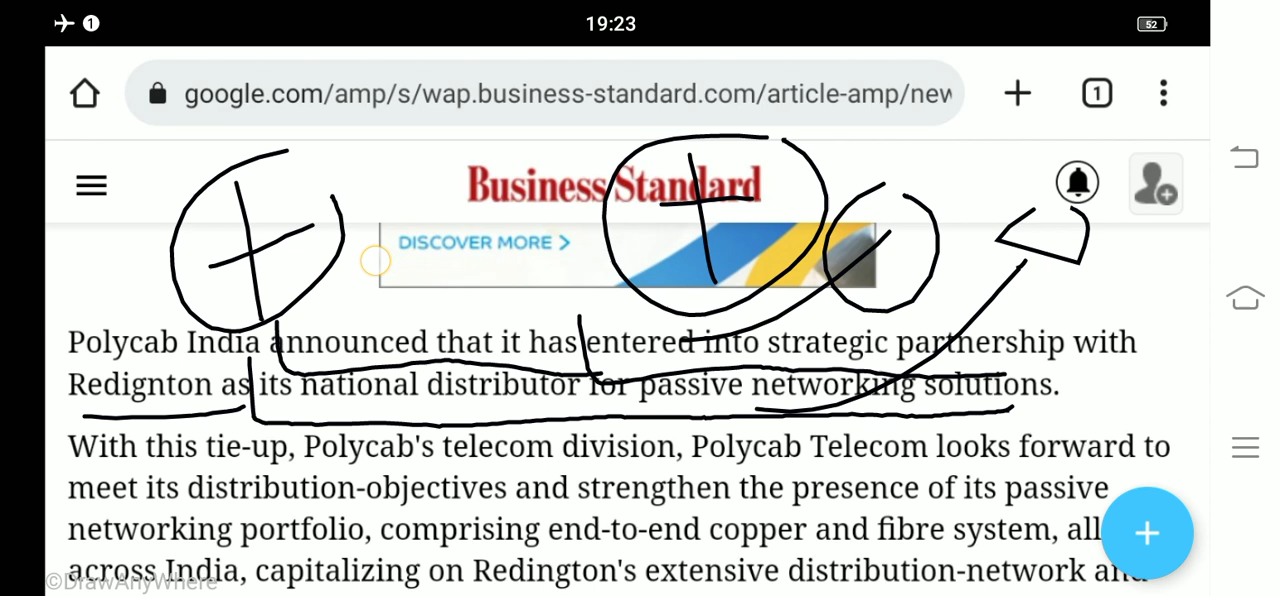 1 19:23 52
google.com/amp/s/wap.business-standard.com/article-amp/new
1
Business Standard
DISCOVER MORE >
Polycab India announced that it has entered into strategic partnership with
Redignton as its national distributor for passive networking solutions.
With this tie-up, Polycab's telecom division, Polycab Telecom looks forward to
meet its distribution-objectives and strengthen the presence of its passive
networking portfolio, comprising end-to-end copper and fibre system, all
across India, capitalizing on Redington's extensive distribution-network and
©DrawAnyWhere